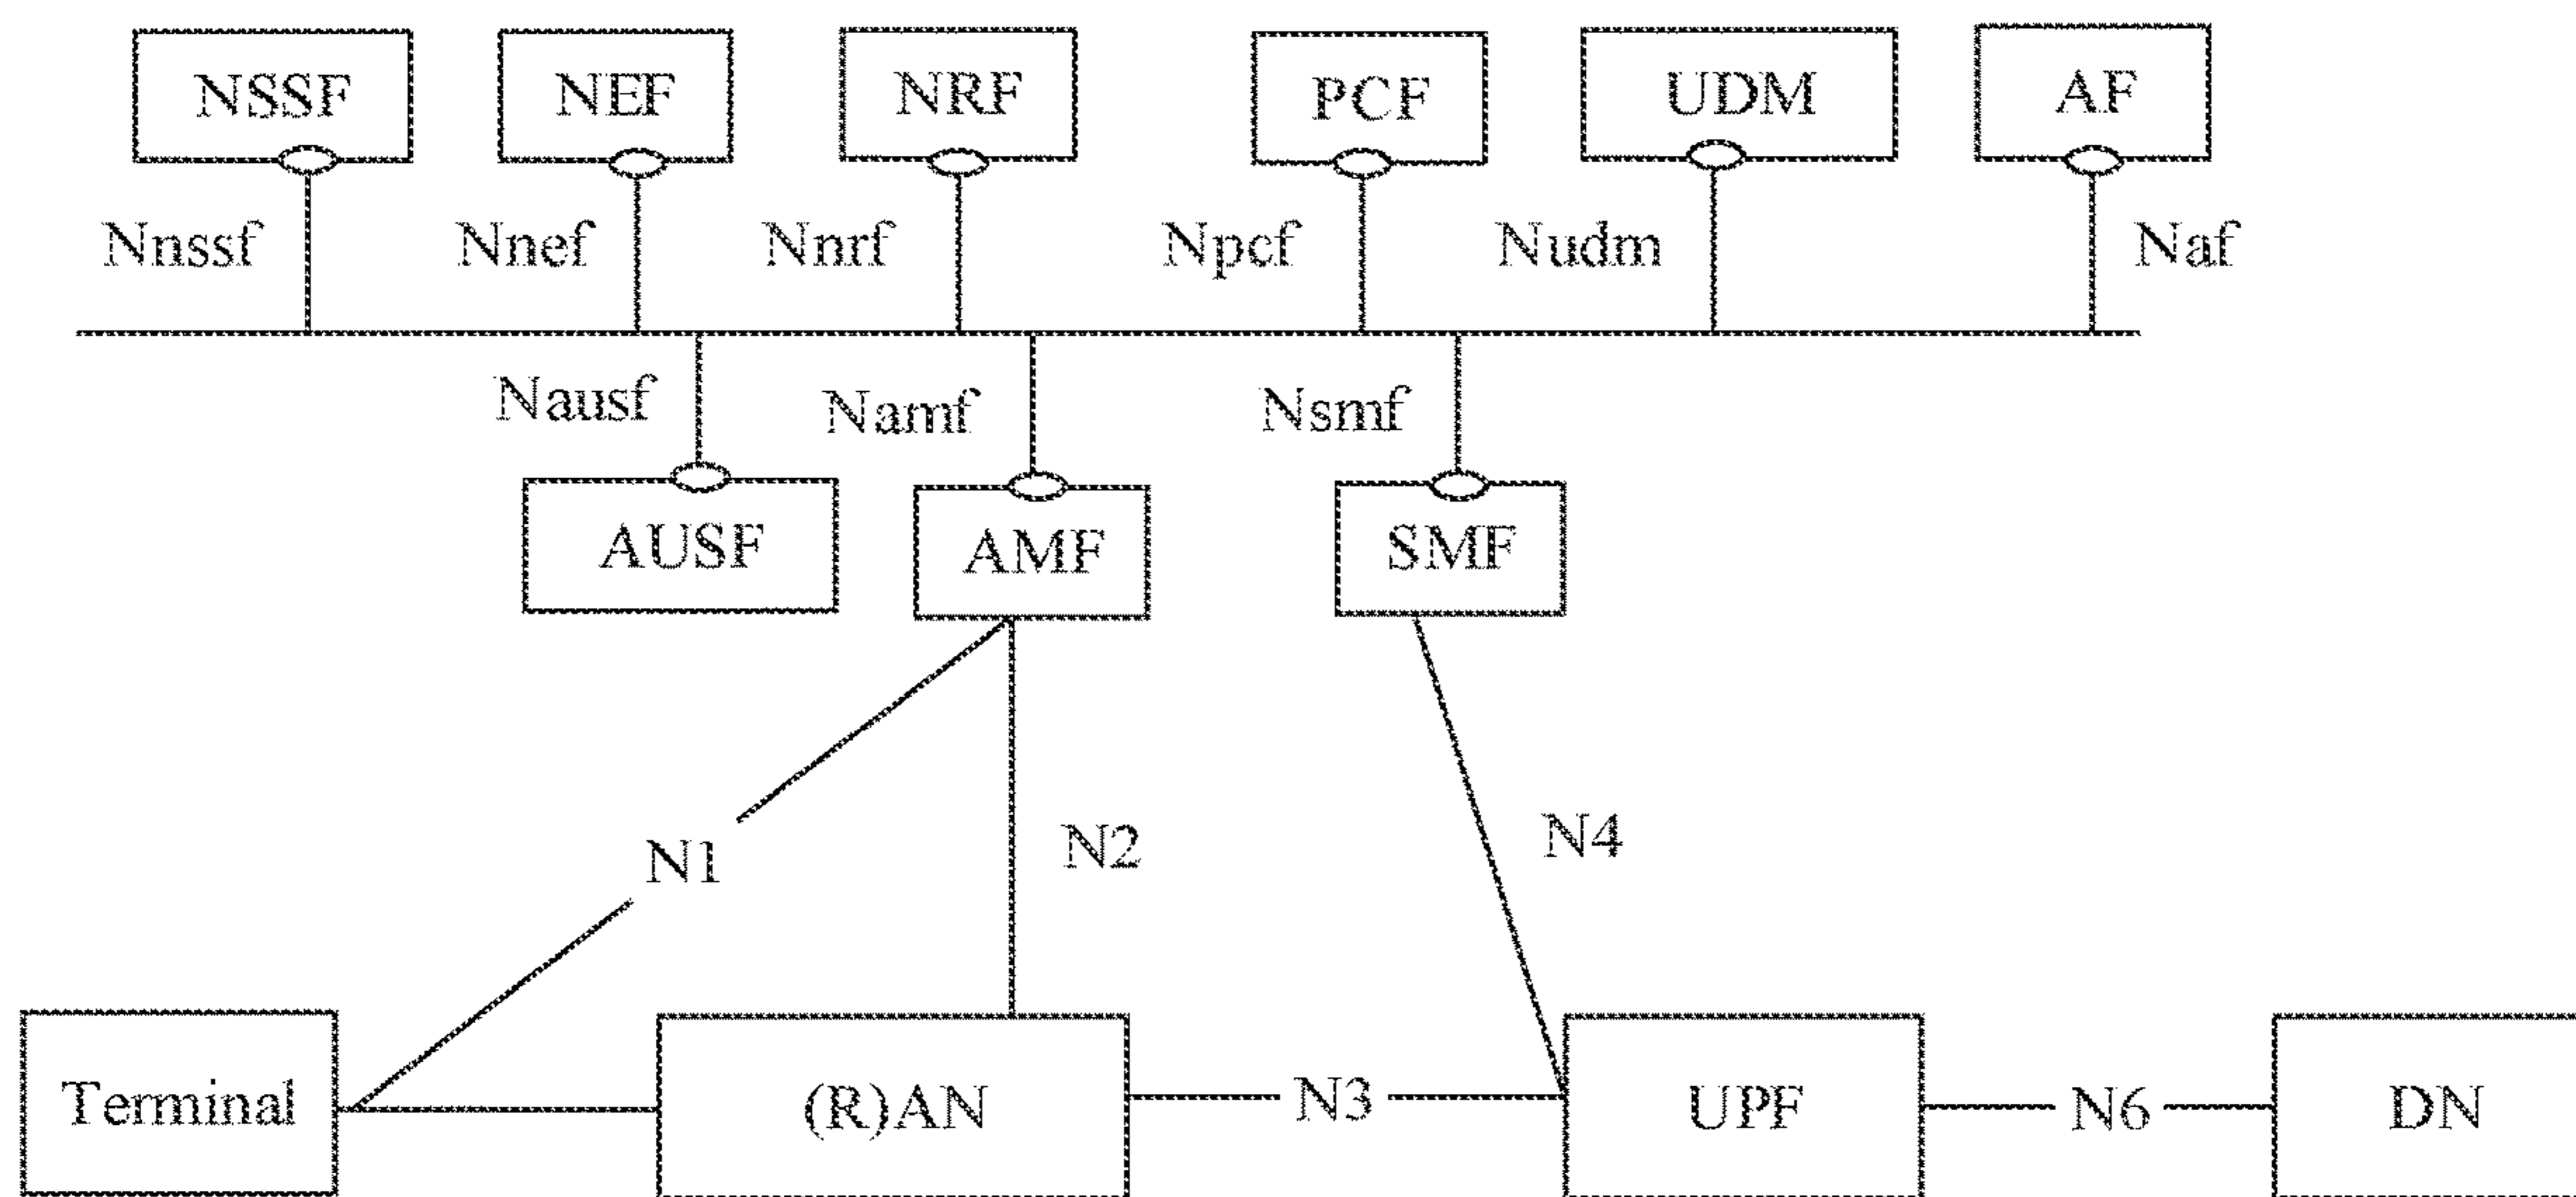 NSSF NEF NRF PCF UDM AF
Nnssf Nnef Nnrf Npcf Nudm Naf
Nausf Namf Nsmf
AUSF AMF SMF
N1 N2 N4
Terminal (R)AN N3 UPF N6 DN